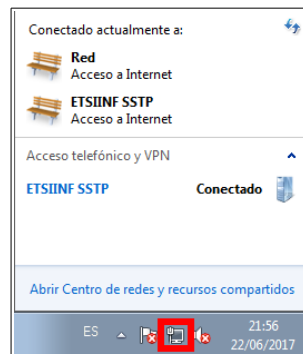 Conectado actualmente a:
Red
Acceso a Internet
ETSIINF SSTP
Acceso a Internet
Acceso telefónico y VPN
ETSIINF SSTP Conectado
Abrir Centro de redes y recursos compartidos
ES 21:56
22/06/2017